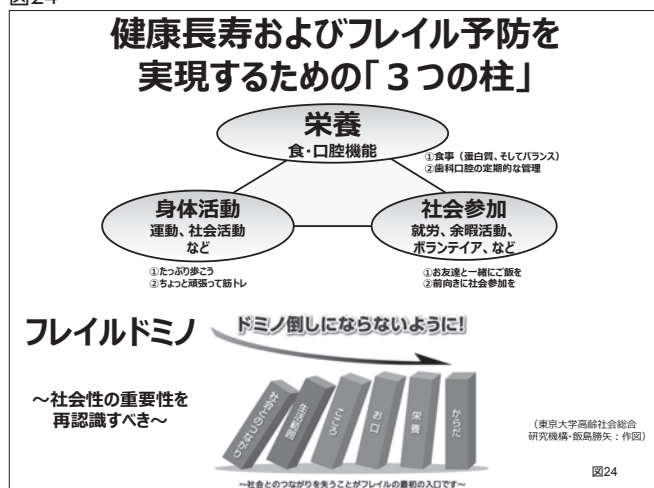 図24
健康長寿およびフレイル予防を
実現するための「３つの柱」
栄養
食・口腔機能
①食事（蛋白質、そしてバランス）
②歯科口腔の定期的な管理
身体活動
運動、社会活動
など
①たっぷり歩こう
②ちょっと頑張って筋トレ
社会参加
就労、余暇活動、
ボランテイア、など
①お友達と一緒にご飯を
②前向きに社会参加を
フレイルドミノ
ドミノ倒しにならないように！
～社会性の重要性を
再認識すべき～
社会とのつながり
生活範囲
こころ
お口
栄養
からだ
～社会とのつながりを失うことがフレイルの最初の入口です～
（東京大学高齢社会総合
研究機構・飯島勝矢：作図）
図24